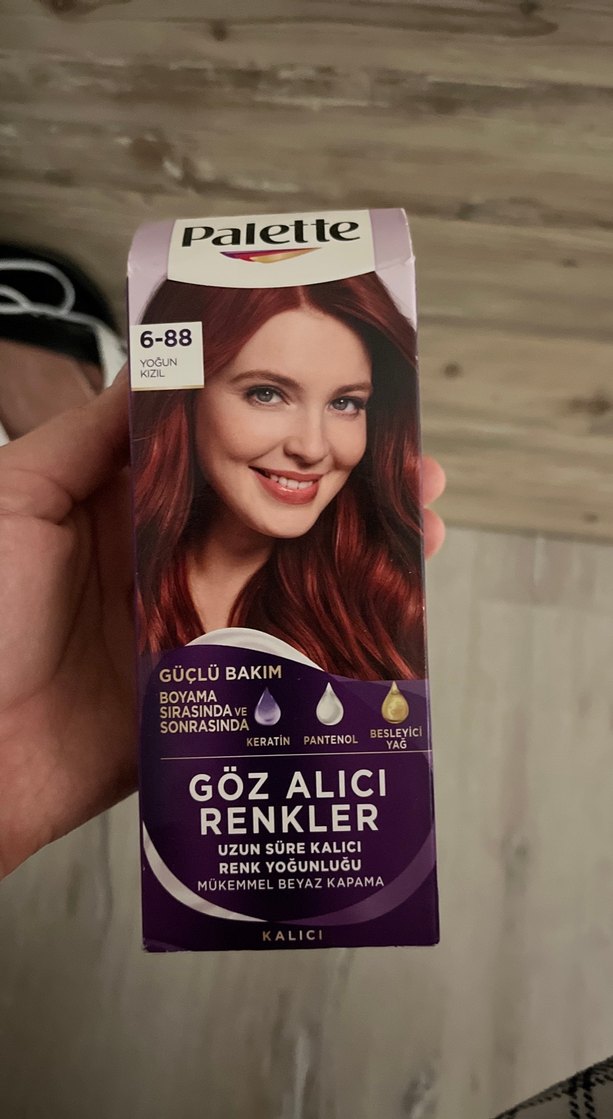 Palette
6-88
YOĞUN
KIZIL
GÜÇLÜ BAKIM
BOYAMA
SIRASINDA VE
SONRASINDA
KERATİN
PANTENOL
BESLEYİCİ
YAĞ
GÖZ ALICI
RENKLER
UZUN SÜRE KALICI
RENK YOĞUNLUĞU
MÜKEMMEL BEYAZ KAPAMA
KALICI